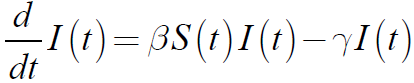 d/dt I(t) = βS(t)I(t) − γI(t)